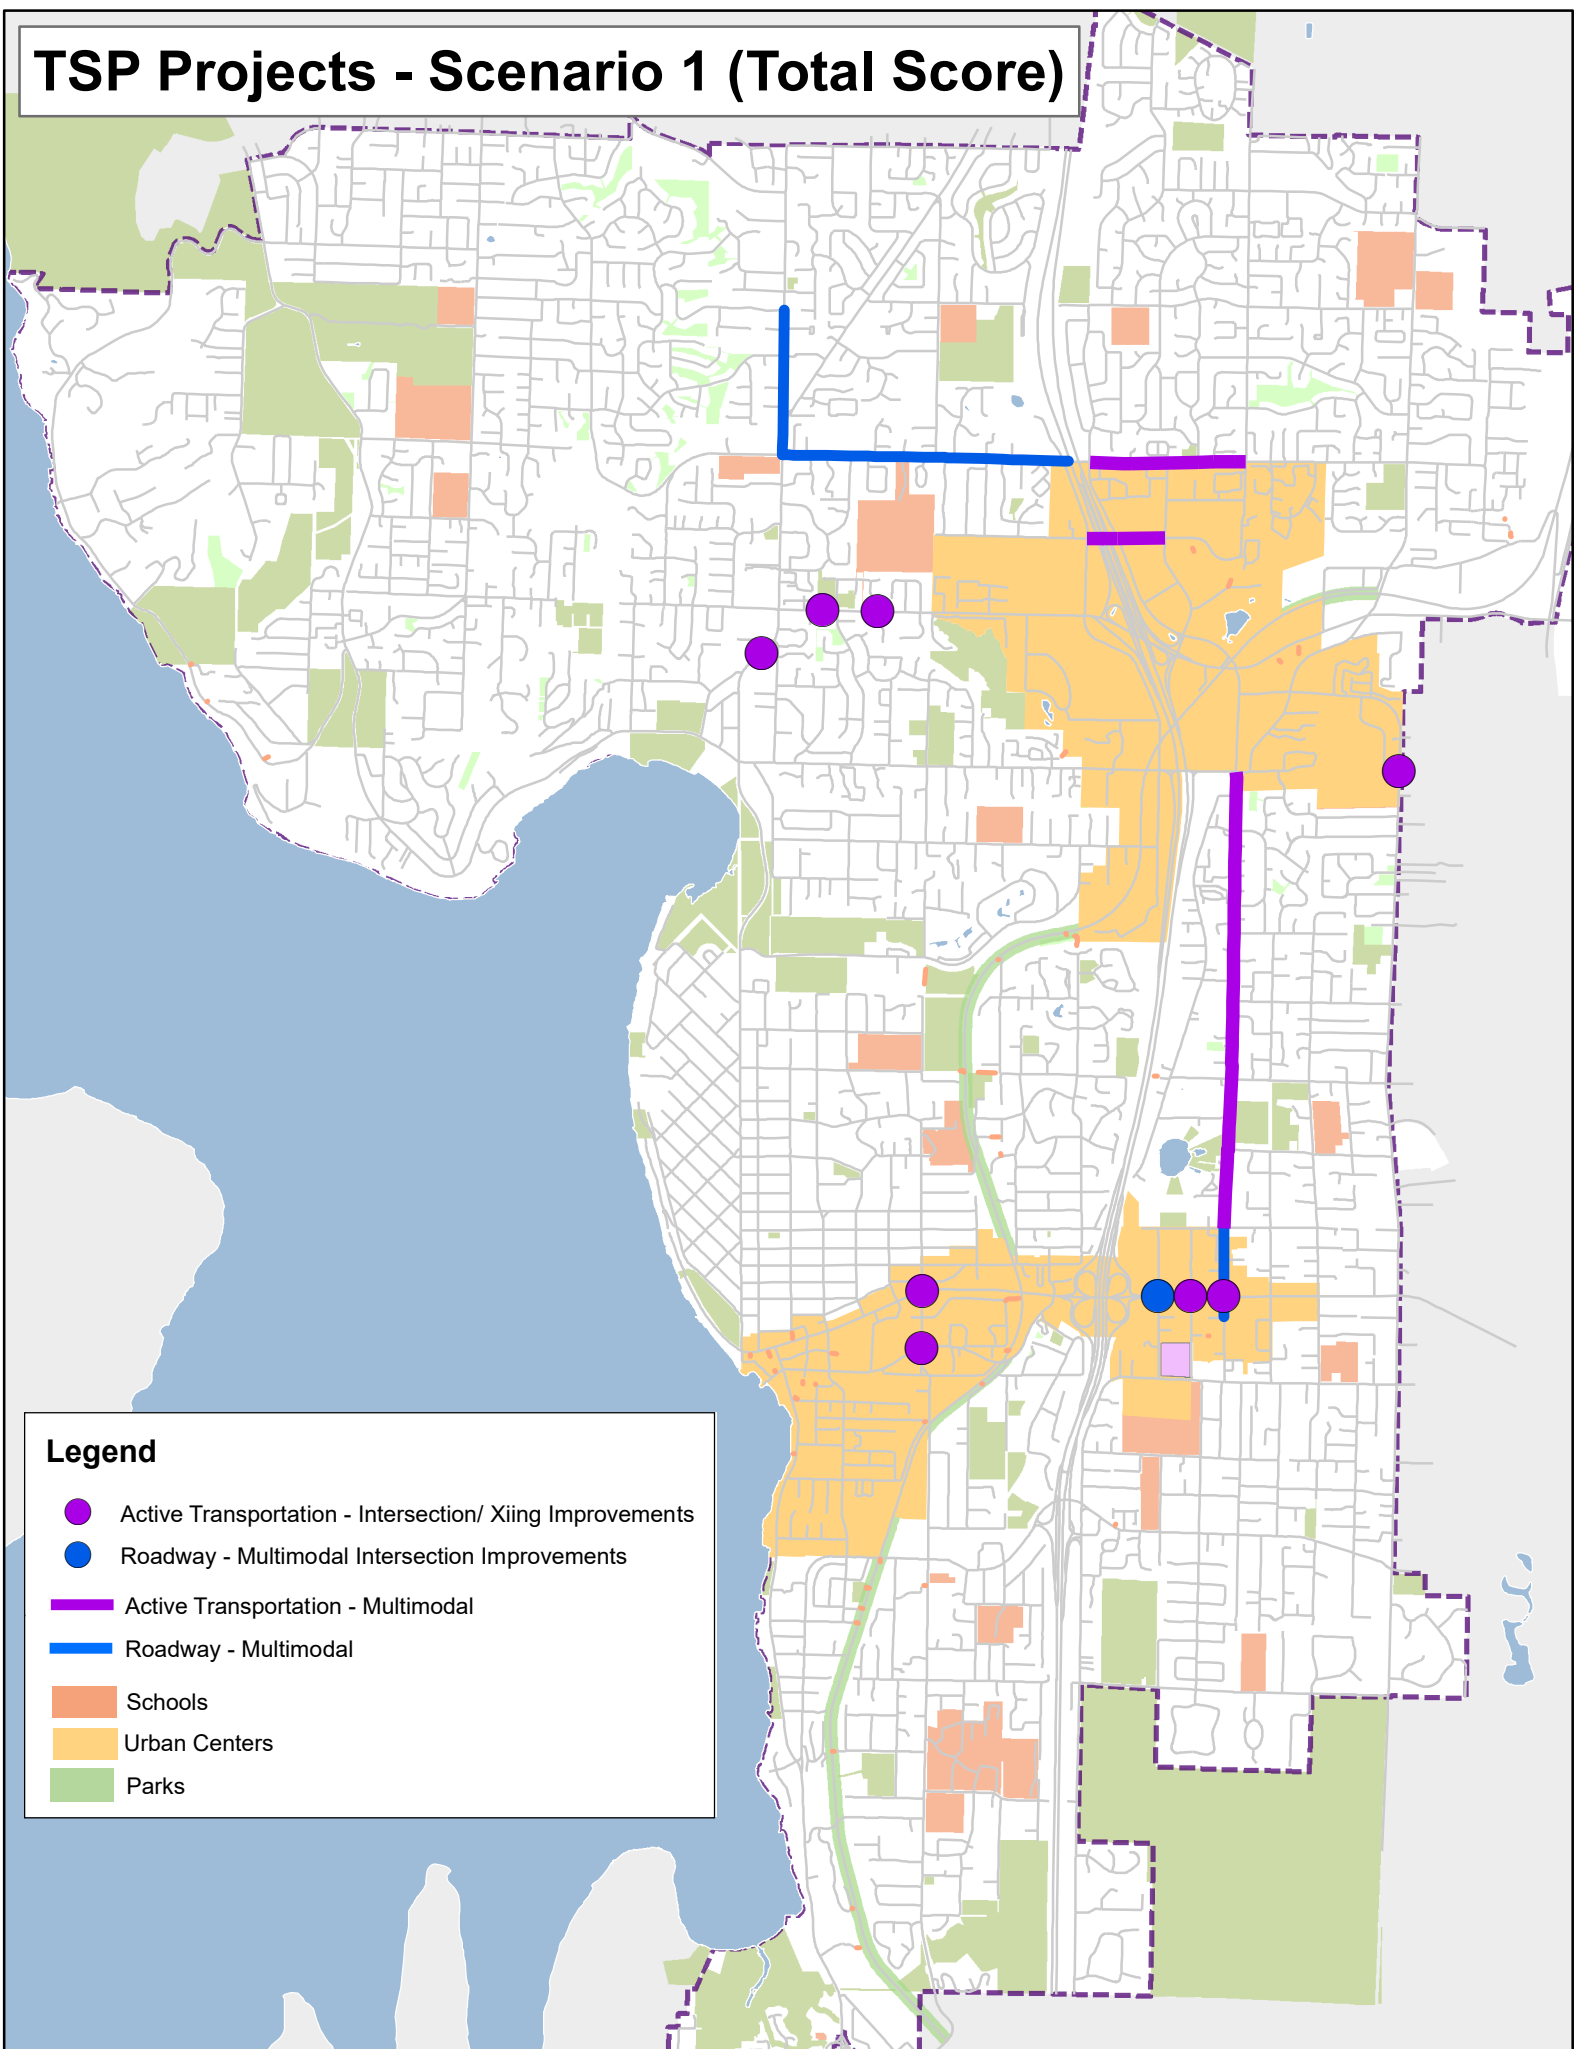 TSP Projects - Scenario 1 (Total Score)
Legend
Active Transportation - Intersection/ Xiing Improvements
Roadway - Multimodal Intersection Improvements
Active Transportation - Multimodal
Roadway - Multimodal
Schools
Urban Centers
Parks